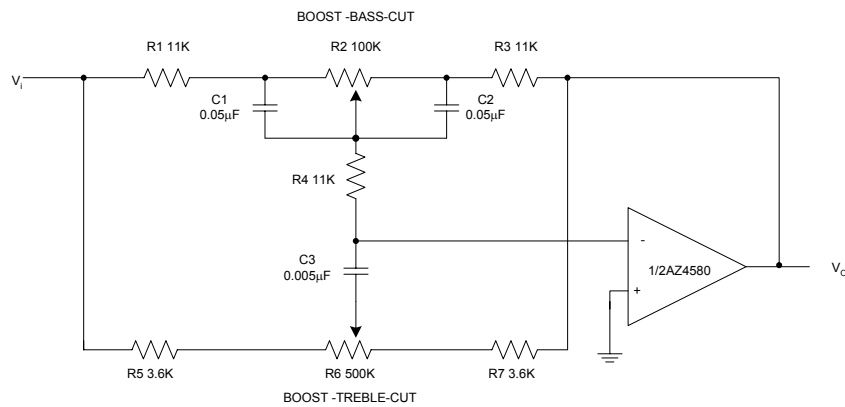 BOOST -BASS-CUT
R1 11K
R2 100K
R3 11K
Vi
C1
0.05μF
C2
0.05μF
R4 11K
C3
0.005μF
-
+
1/2AZ4580
VO
R5 3.6K
R6 500K
R7 3.6K
BOOST -TREBLE-CUT